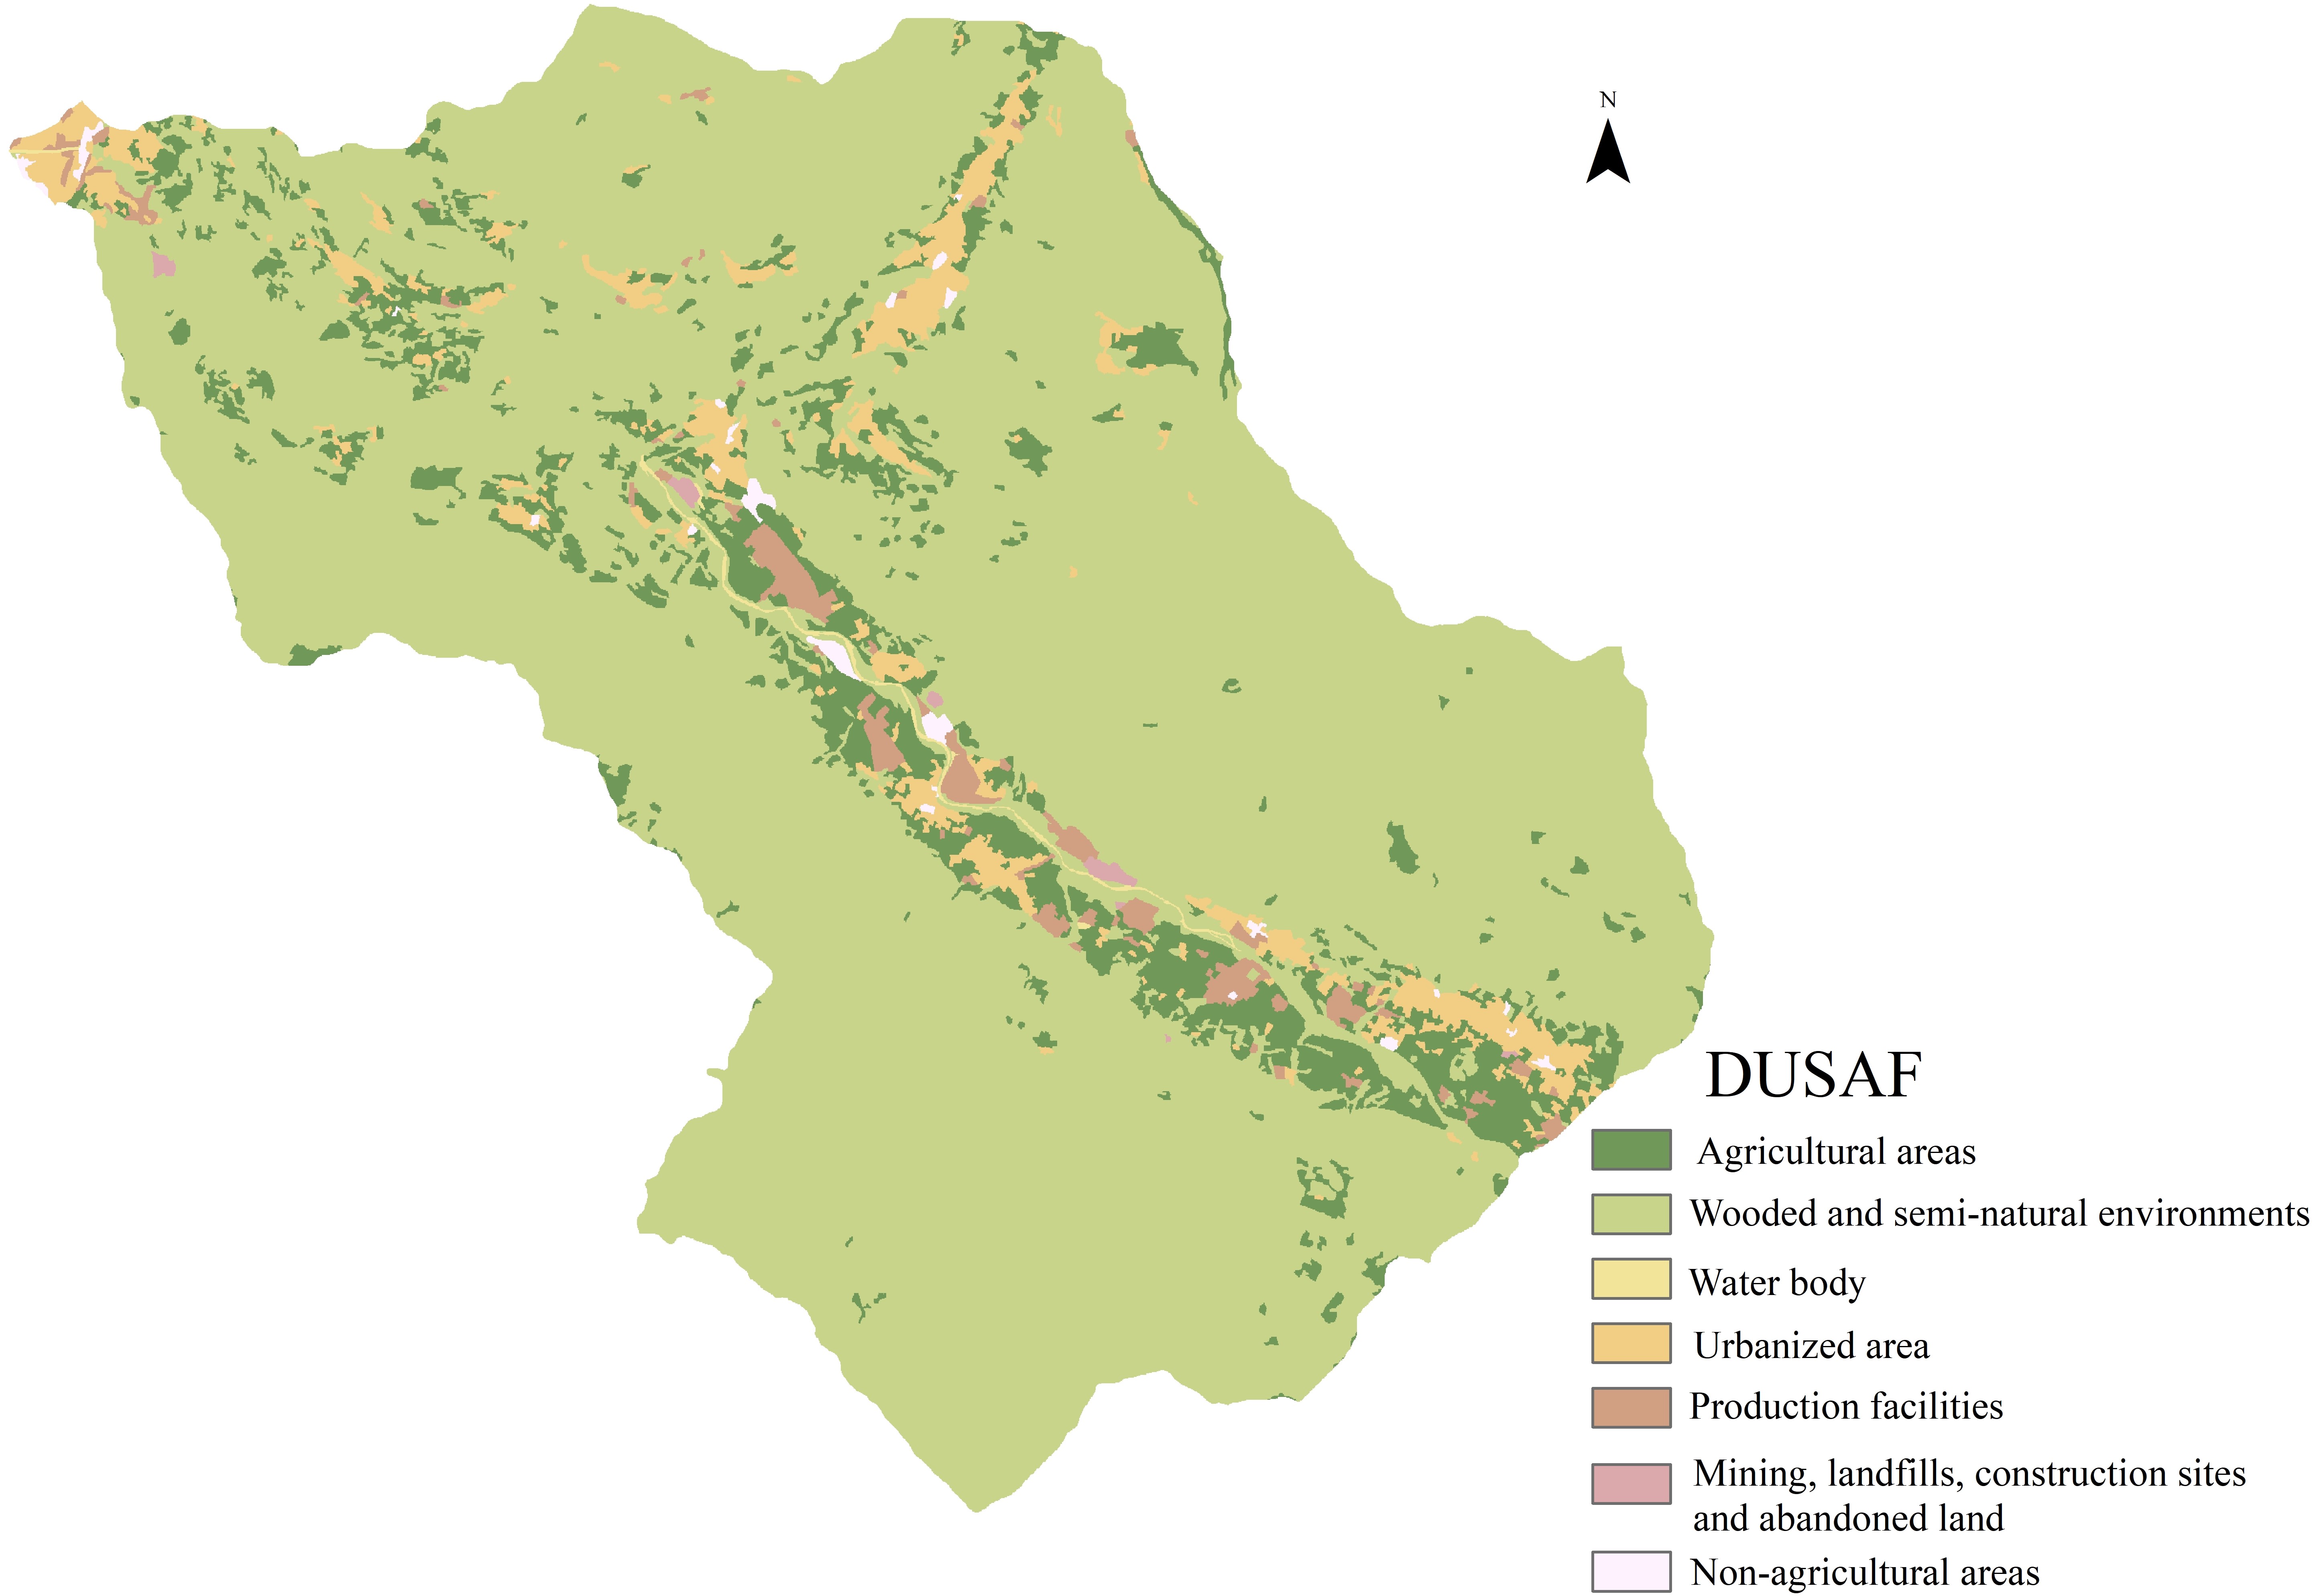 N
DUSAF
Agricultural areas
Wooded and semi-natural environments
Water body
Urbanized area
Production facilities
Mining, landfills, construction sites
and abandoned land
Non-agricultural areas